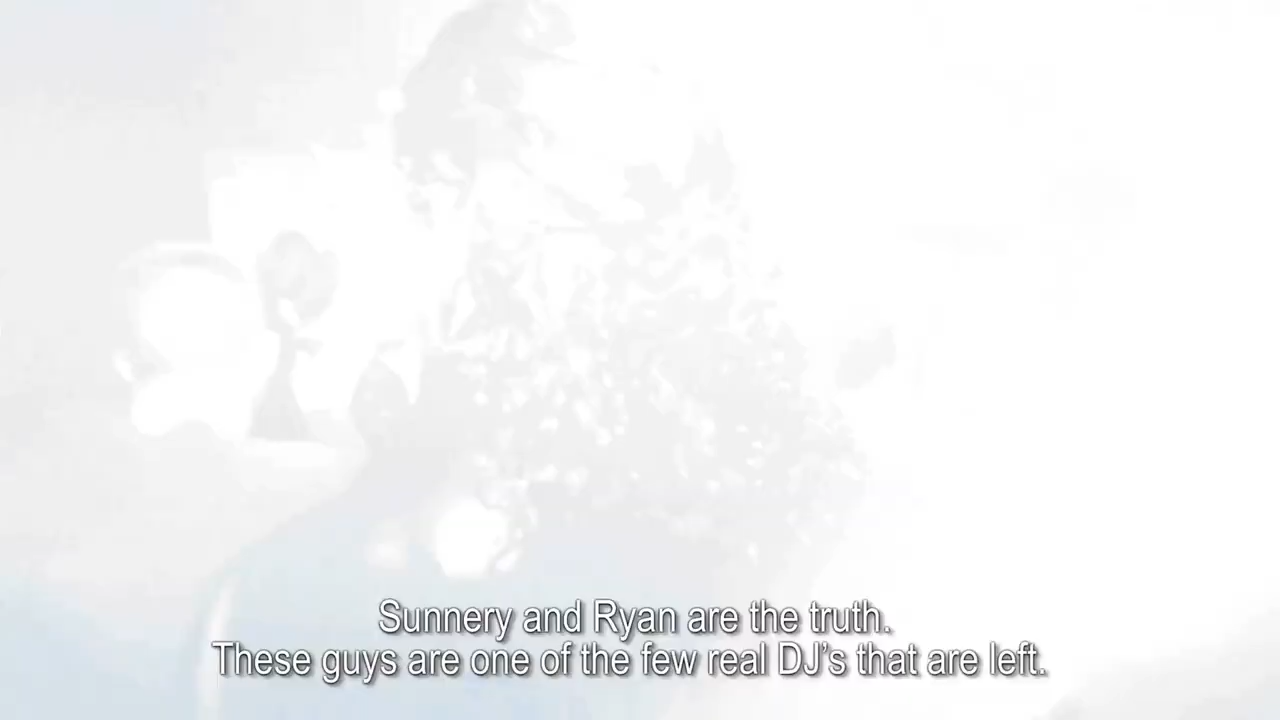 Sunnery and Ryan are the truth.
These guys are one of the few real DJ's that are left.